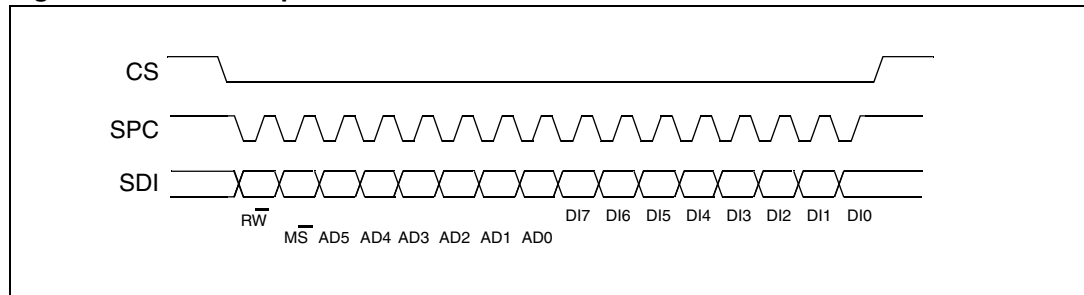 CS
SPC
SDI
RW̅ DI7 DI6 DI5 DI4 DI3 DI2 DI1 DI0
MS̅ AD5 AD4 AD3 AD2 AD1 AD0